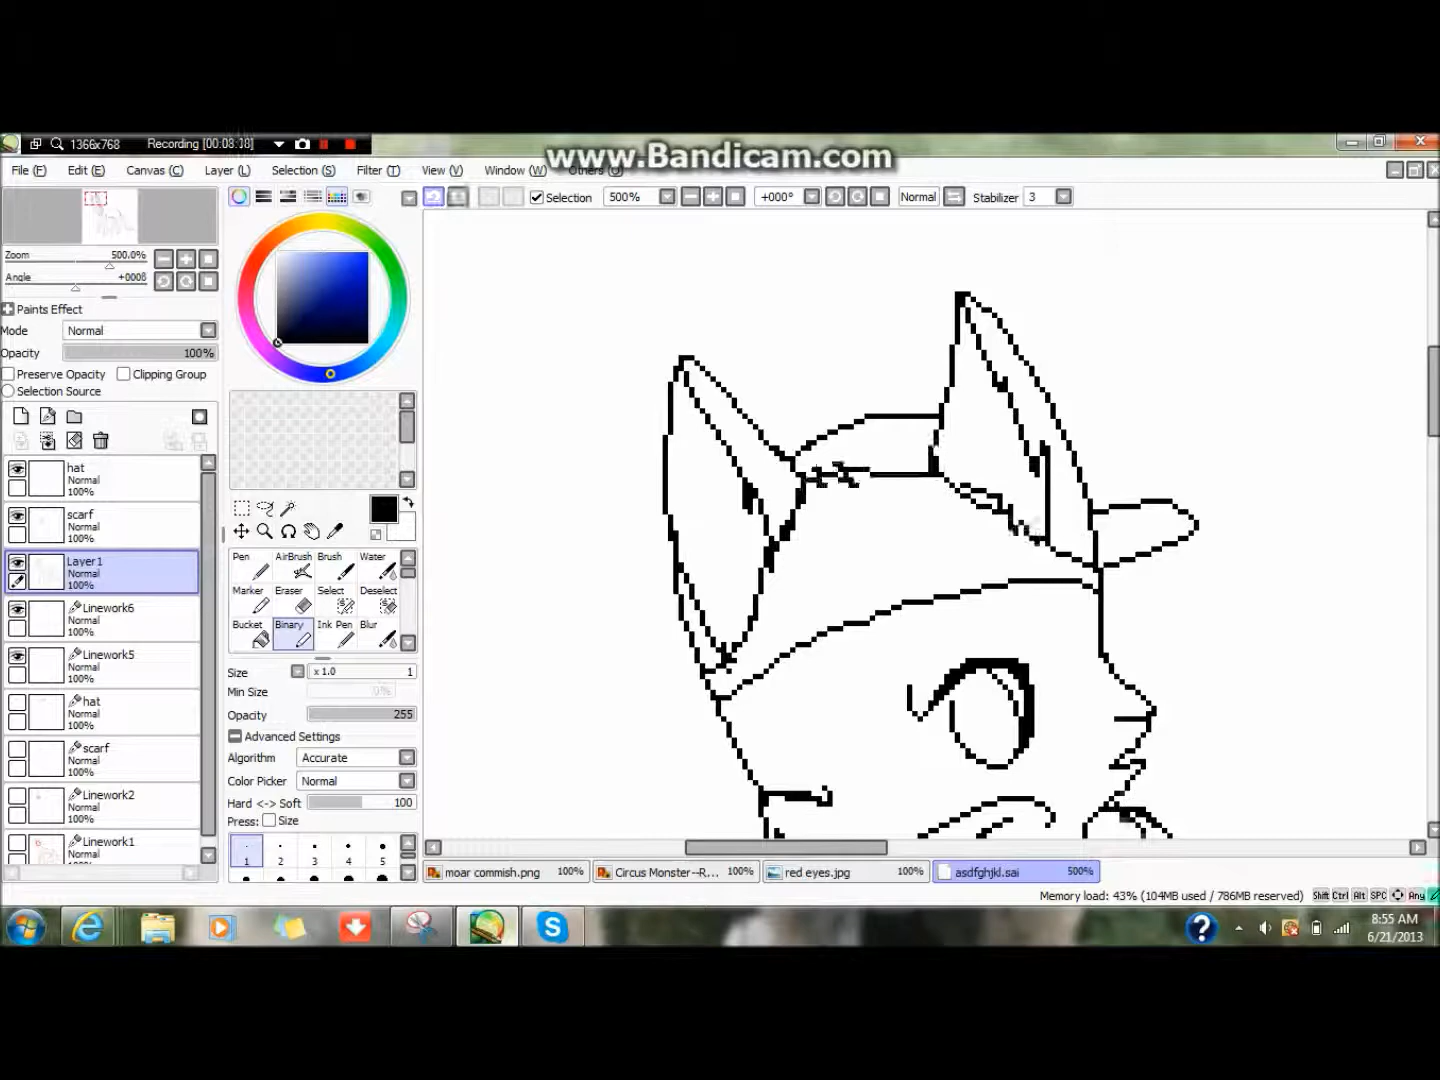 1366x768 Recording [00:08:18]
www.Bandicam.com
File (F) Edit (E) Canvas (C) Layer (L) Selection (S) Filter (T) View (V) Window (W)
Selection 500% +000° Normal Stabilizer 3
Zoom 500.0%
Angle
Paints Effect
Mode Normal
Opacity 100%
Preserve Opacity Clipping Group
Selection Source
hat
Normal
100%
scarf
Normal
100%
Layer1
Normal
100%
Linework6
Normal
100%
Linework5
Normal
100%
hat
Normal
100%
scarf
Normal
100%
Linework2
Normal
100%
Linework1
Normal
100%
Pen AirBrush Brush Water
Marker Eraser Select Deselect
Bucket Binary Ink Pen Blur
Size x 1.0 1
Min Size 0%
Opacity 255
Advanced Settings
Algorithm Accurate
Color Picker Normal
Hard <-> Soft 100
Press: Size
1 2 3 4 5
moar commish.png 100% Circus Monster--R... 100% red eyes.jpg 100% asdfghjkl.sai 500%
Memory load: 43% (104MB used / 786MB reserved) Shift Ctrl Alt SPC Any
8:55 AM
6/21/2013